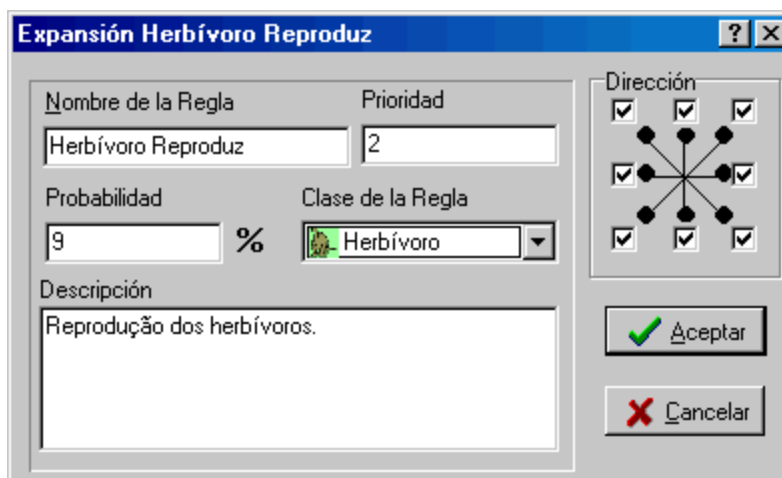 Expansión Herbívoro Reproduz
Nombre de la Regla
Prioridad
Herbívoro Reproduz
2
Probabilidad
Clase de la Regla
9
%
Herbívoro
Descripción
Reprodução dos herbívoros.
Dirección
Aceptar
Cancelar